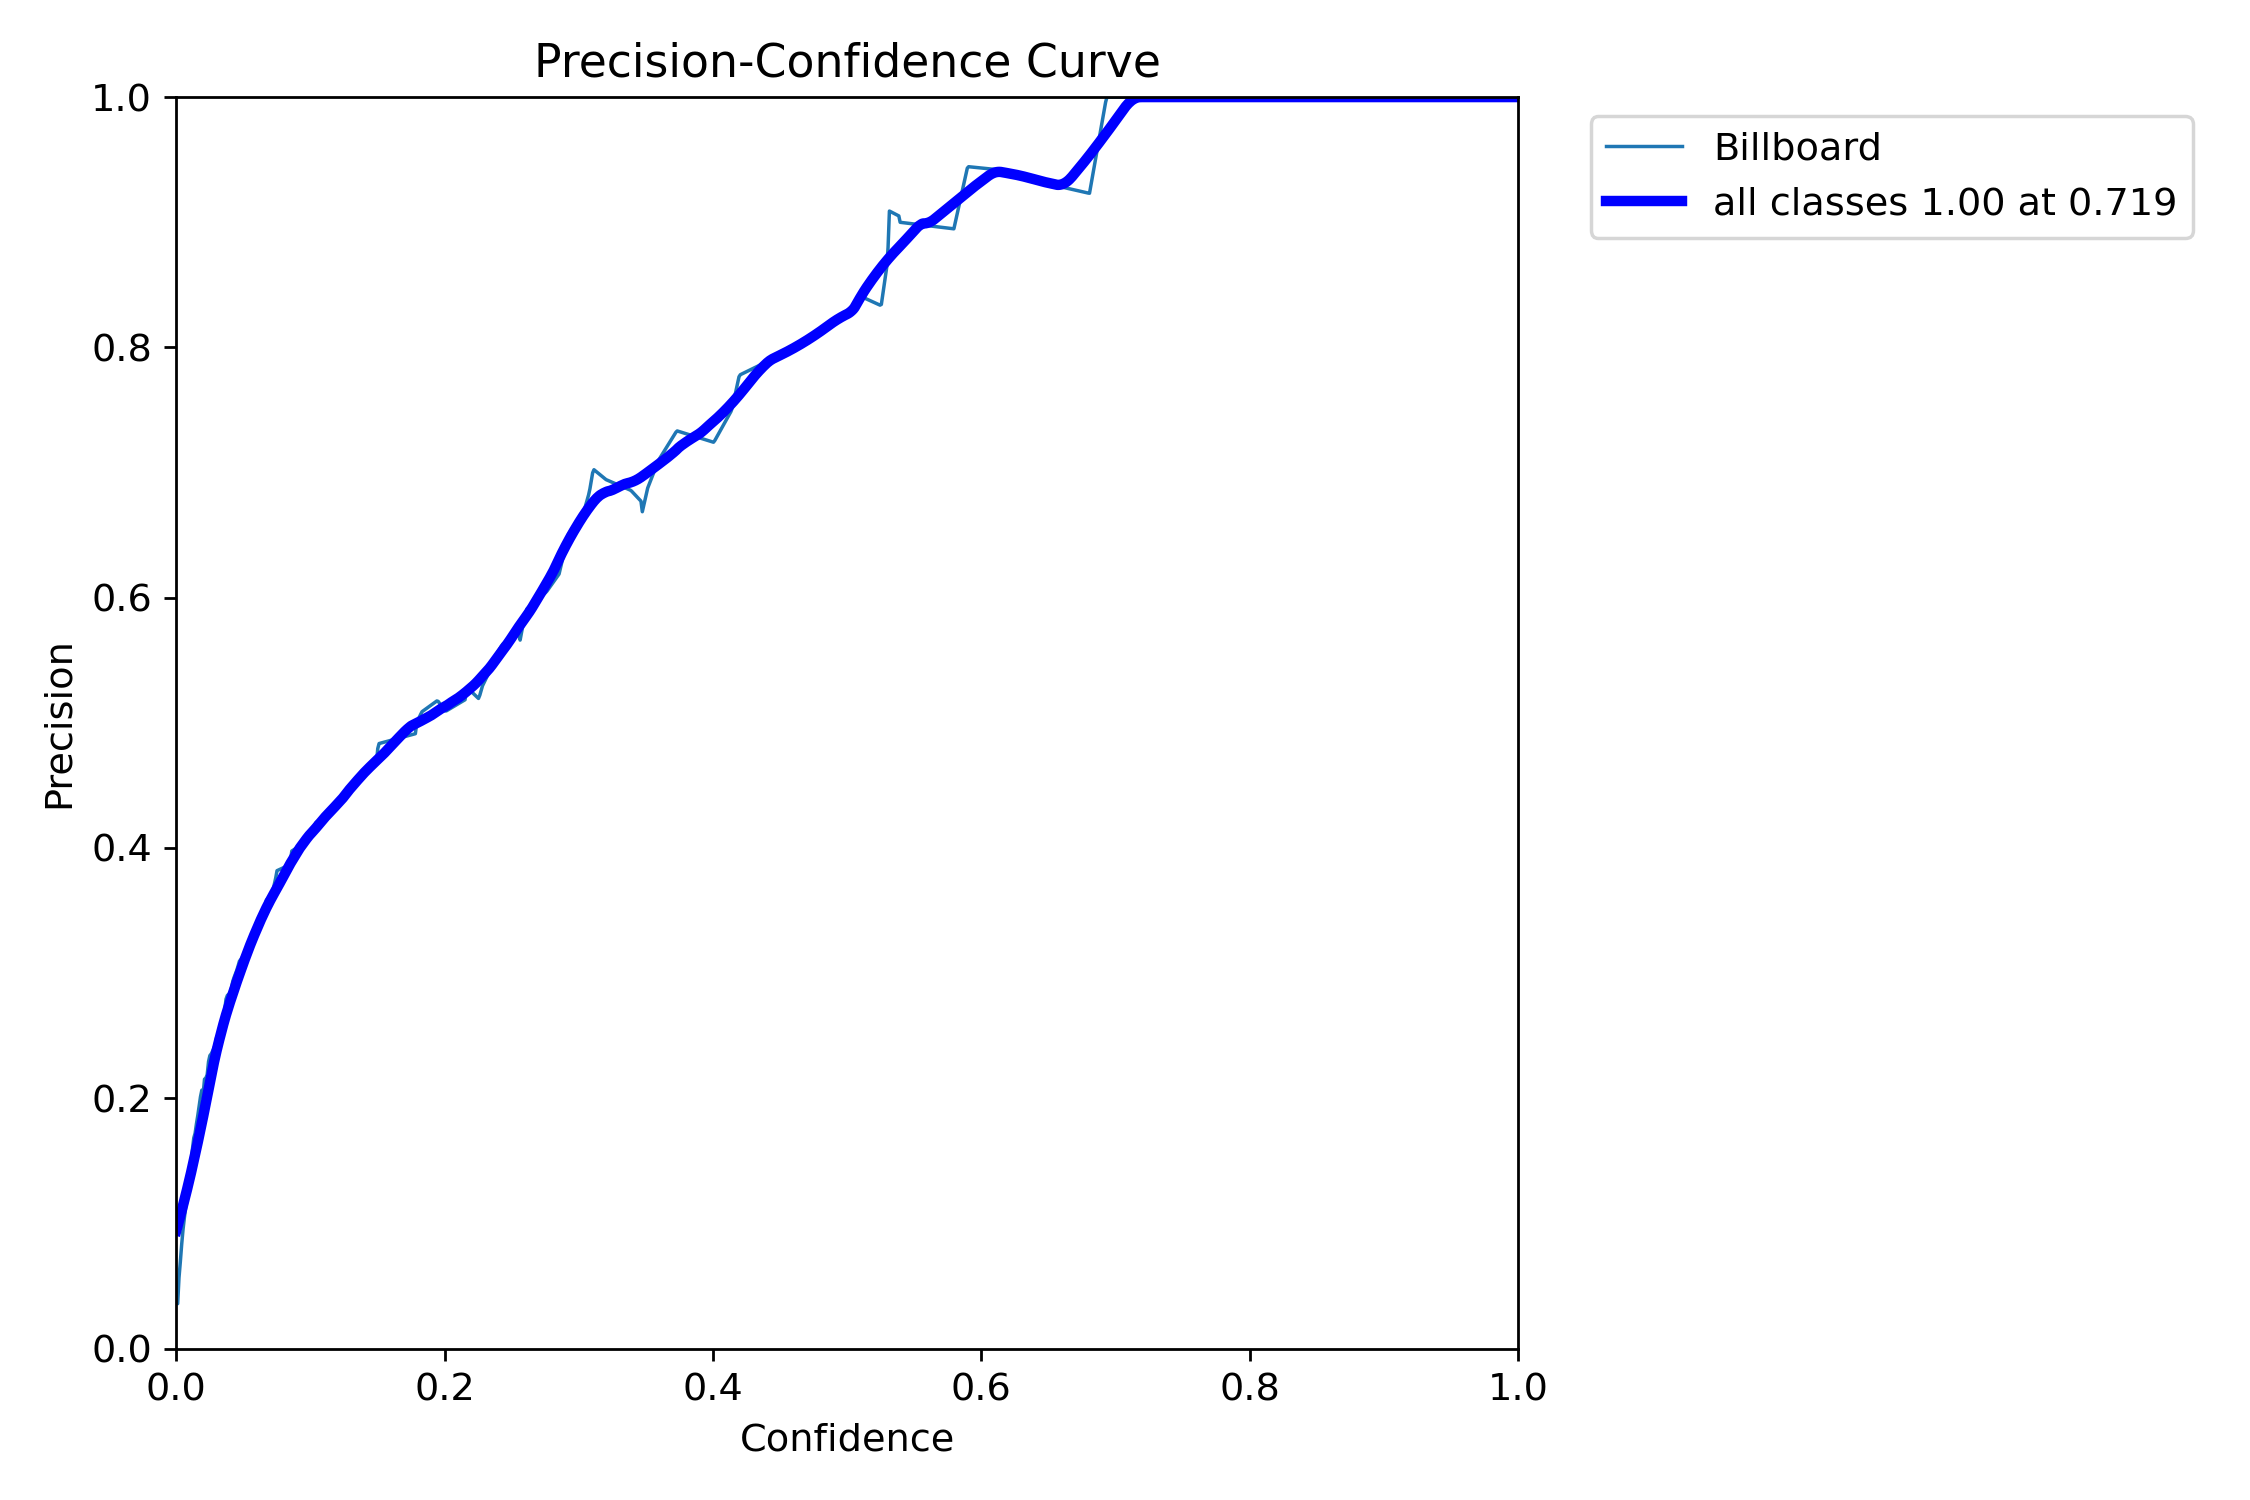 Precision-Confidence Curve
Billboard
all classes 1.00 at 0.719
Precision
1.0
0.8
0.6
0.4
0.2
0.0
0.0 0.2 0.4 0.6 0.8 1.0
Confidence